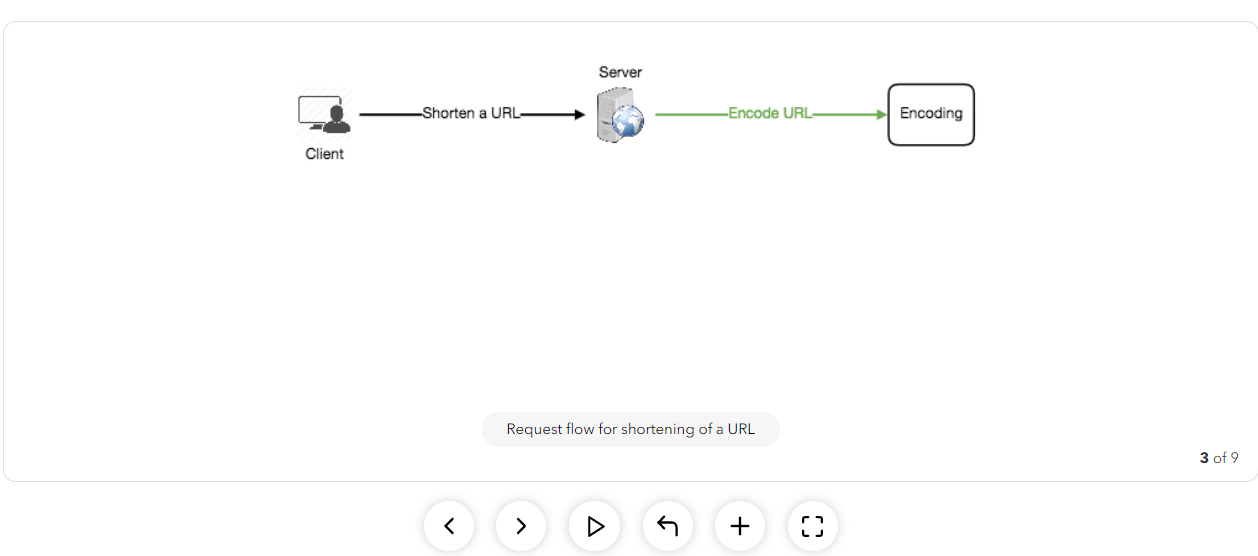 Server
Shorten a URL
Encode URL
Encoding
Client
Request flow for shortening of a URL
3 of 9